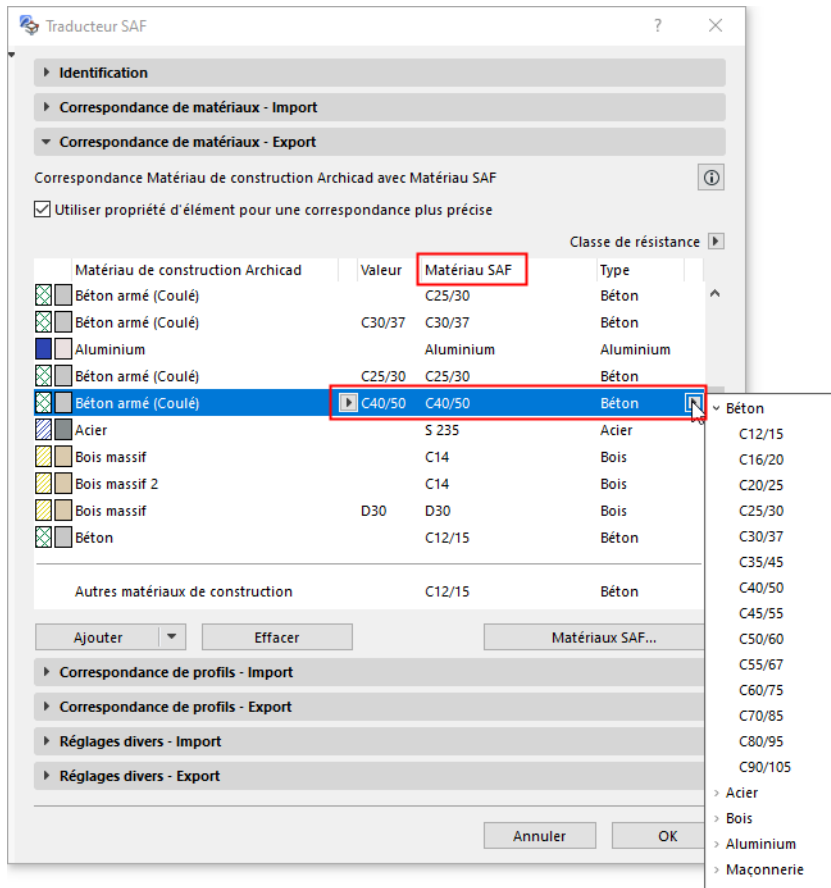 Traducteur SAF ?
Identification
Correspondance de matériaux - Import
Correspondance de matériaux - Export
Correspondance Matériau de construction Archicad avec Matériau SAF
Utiliser propriété d'élément pour une correspondance plus précise
Classe de résistance
Matériau de construction Archicad Valeur Matériau SAF Type
Béton armé (Coulé) C25/30 Béton
Béton armé (Coulé) C30/37 C30/37 Béton
Aluminium Aluminium Aluminium
Béton armé (Coulé) C25/30 C25/30 Béton
Béton armé (Coulé) C40/50 C40/50 Béton
Acier S 235 Acier
Bois massif C14 Bois
Bois massif 2 C14 Bois
Bois massif D30 D30 Bois
Béton C12/15 Béton
Autres matériaux de construction C12/15 Béton
Ajouter Effacer Matériaux SAF...
Correspondance de profils - Import
Correspondance de profils - Export
Réglages divers - Import
Réglages divers - Export
Annuler OK
Béton
C12/15
C16/20
C20/25
C25/30
C30/37
C35/45
C40/50
C45/55
C50/60
C55/67
C60/75
C70/85
C80/95
C90/105
Acier
Bois
Aluminium
Maçonnerie